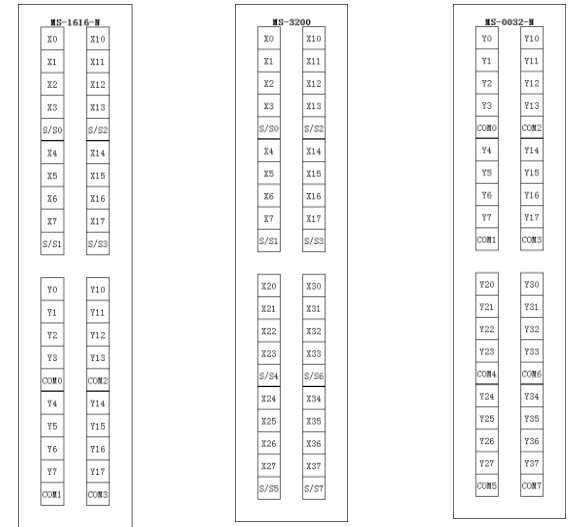 MS-1616-N
X0 X10
X1 X11
X2 X12
X3 X13
S/S0 S/S2
X4 X14
X5 X15
X6 X16
X7 X17
S/S1 S/S3
Y0 Y10
Y1 Y11
Y2 Y12
Y3 Y13
COM0 COM2
Y4 Y14
Y5 Y15
Y6 Y16
Y7 Y17
COM1 COM3
MS-3200
X0 X10
X1 X11
X2 X12
X3 X13
S/S0 S/S2
X4 X14
X5 X15
X6 X16
X7 X17
S/S1 S/S3
X20 X30
X21 X31
X22 X32
X23 X33
S/S4 S/S6
X24 X34
X25 X35
X26 X36
X27 X37
S/S5 S/S7
MS-0032-N
Y0 Y10
Y1 Y11
Y2 Y12
Y3 Y13
COM0 COM2
Y4 Y14
Y5 Y15
Y6 Y16
Y7 Y17
COM1 COM3
Y20 Y30
Y21 Y31
Y22 Y32
Y23 Y33
COM4 COM6
Y24 Y34
Y25 Y35
Y26 Y36
Y27 Y37
COM5 COM7